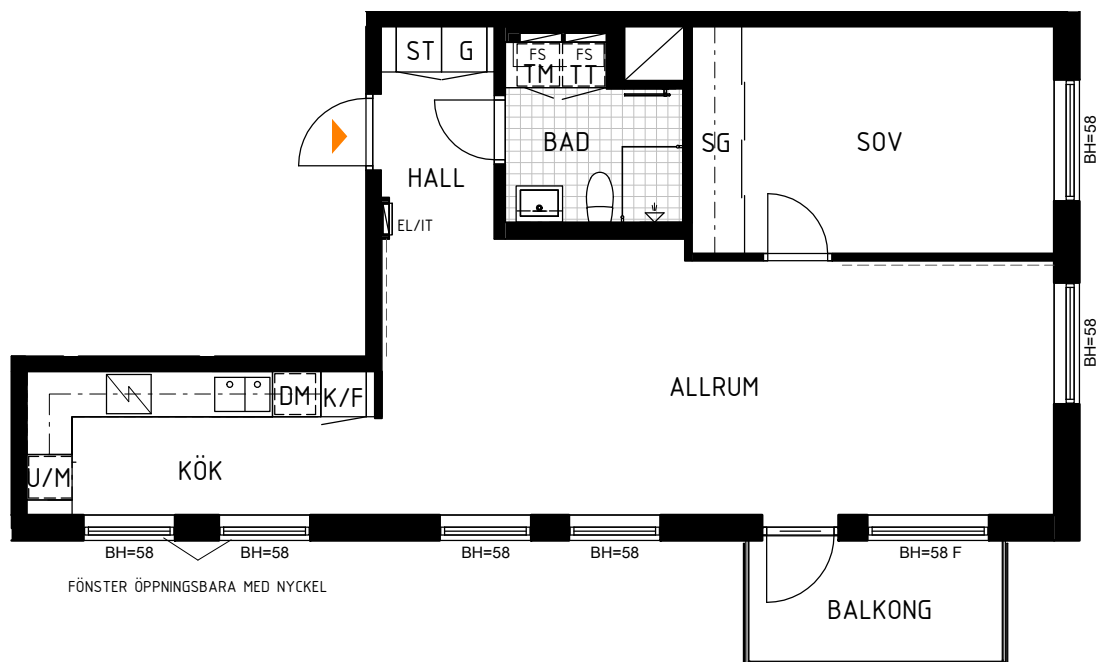 ST
G
FS
TM
FS
TT
BAD
SG
SOV
BH=58
HALL
EL/IT
BH=58
ALLRUM
DM
K/F
KÖK
U/M
BH=58
BH=58
BH=58
BH=58
BH=58 F
FÖNSTER ÖPPNINGSBARA MED NYCKEL
BALKONG